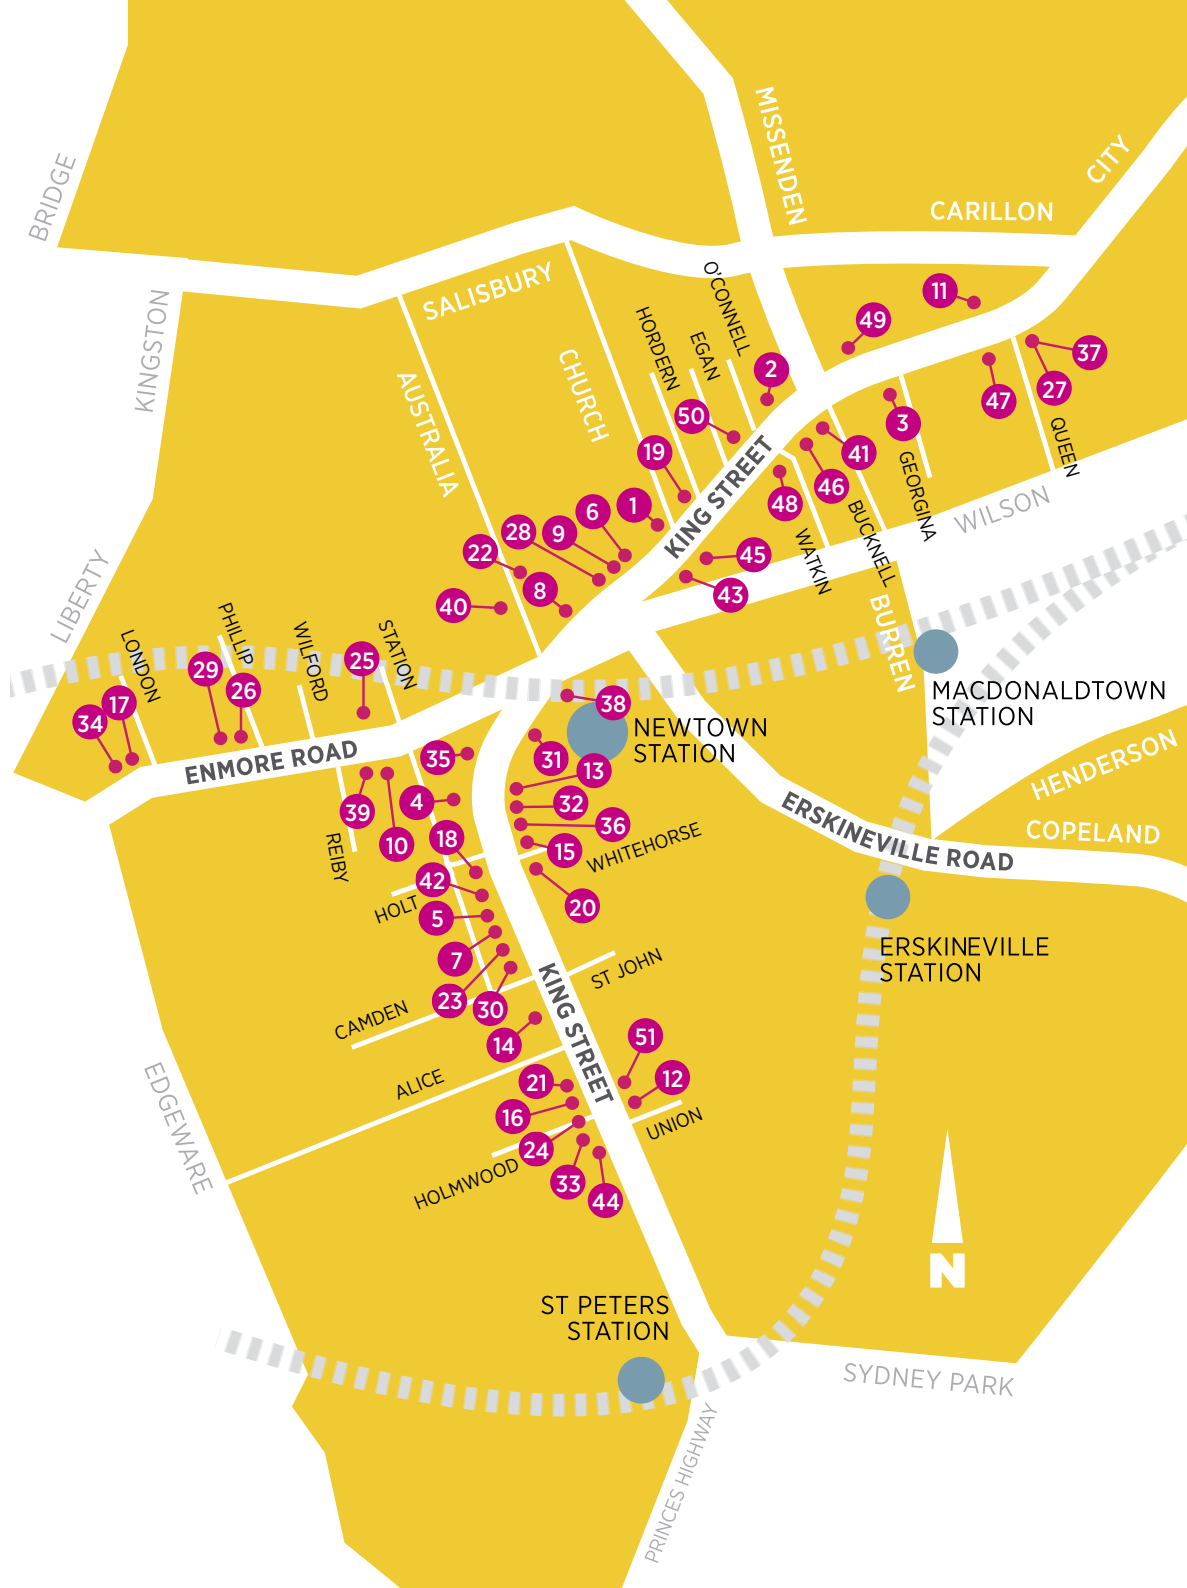 MISSENDEN
CITY
BRIDGE
CARILLON
SALISBURY
O'CONNELL
11
KINGSTON
HORDERN
49
EGAN
37
CHURCH
2
AUSTRALIA
27
47
50
3
QUEEN
19
41
KING STREET
GEORGINA
46
48
WILSON
1
6
BUCKNELL
28
9
22
WATKIN
45
LIBERTY
8
43
40
BURREN
PHILLIP
WILFORD
STATION
LONDON
25
29
26
MACDONALDTOWN
STATION
17
38
34
NEWTOWN
STATION
ENMORE ROAD
35
31
HENDERSON
13
4
32
39
ERSKINEVILLE ROAD
36
COPELAND
10
18
WHITEHORSE
15
REIBY
42
HOLT
20
5
ERSKINEVILLE
STATION
7
ST JOHN
23
30
CAMDEN
KING STREET
14
51
EDGEWARE
ALICE
21
12
16
UNION
24
HOLMWOOD
33
44
N
ST PETERS
STATION
SYDNEY PARK
PRINCES HIGHWAY